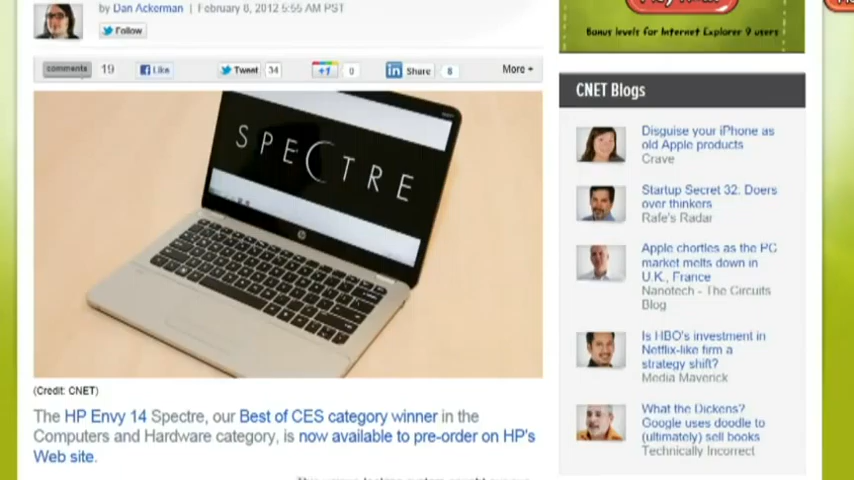 by Dan Ackerman | February 8, 2012 5:55 AM PST
Follow
comments 19 Like Tweet 34 +1 0 in Share 8 More +
SPECTRE
(Credit: CNET)
The HP Envy 14 Spectre, our Best of CES category winner in the
Computers and Hardware category, is now available to pre-order on HP's
Web site.
Bonus levels for Internet Explorer 9 users
CNET Blogs
Disguise your iPhone as
old Apple products
Crave
Startup Secret 32: Doers
over thinkers
Rafe's Radar
Apple chortles as the PC
market melts down in
U.K., France
Nanotech - The Circuits
Blog
Is HBO's investment in
Netflix-like firm a
strategy shift?
Media Maverick
What the Dickens?
Google uses doodle to
(ultimately) sell books
Technically Incorrect